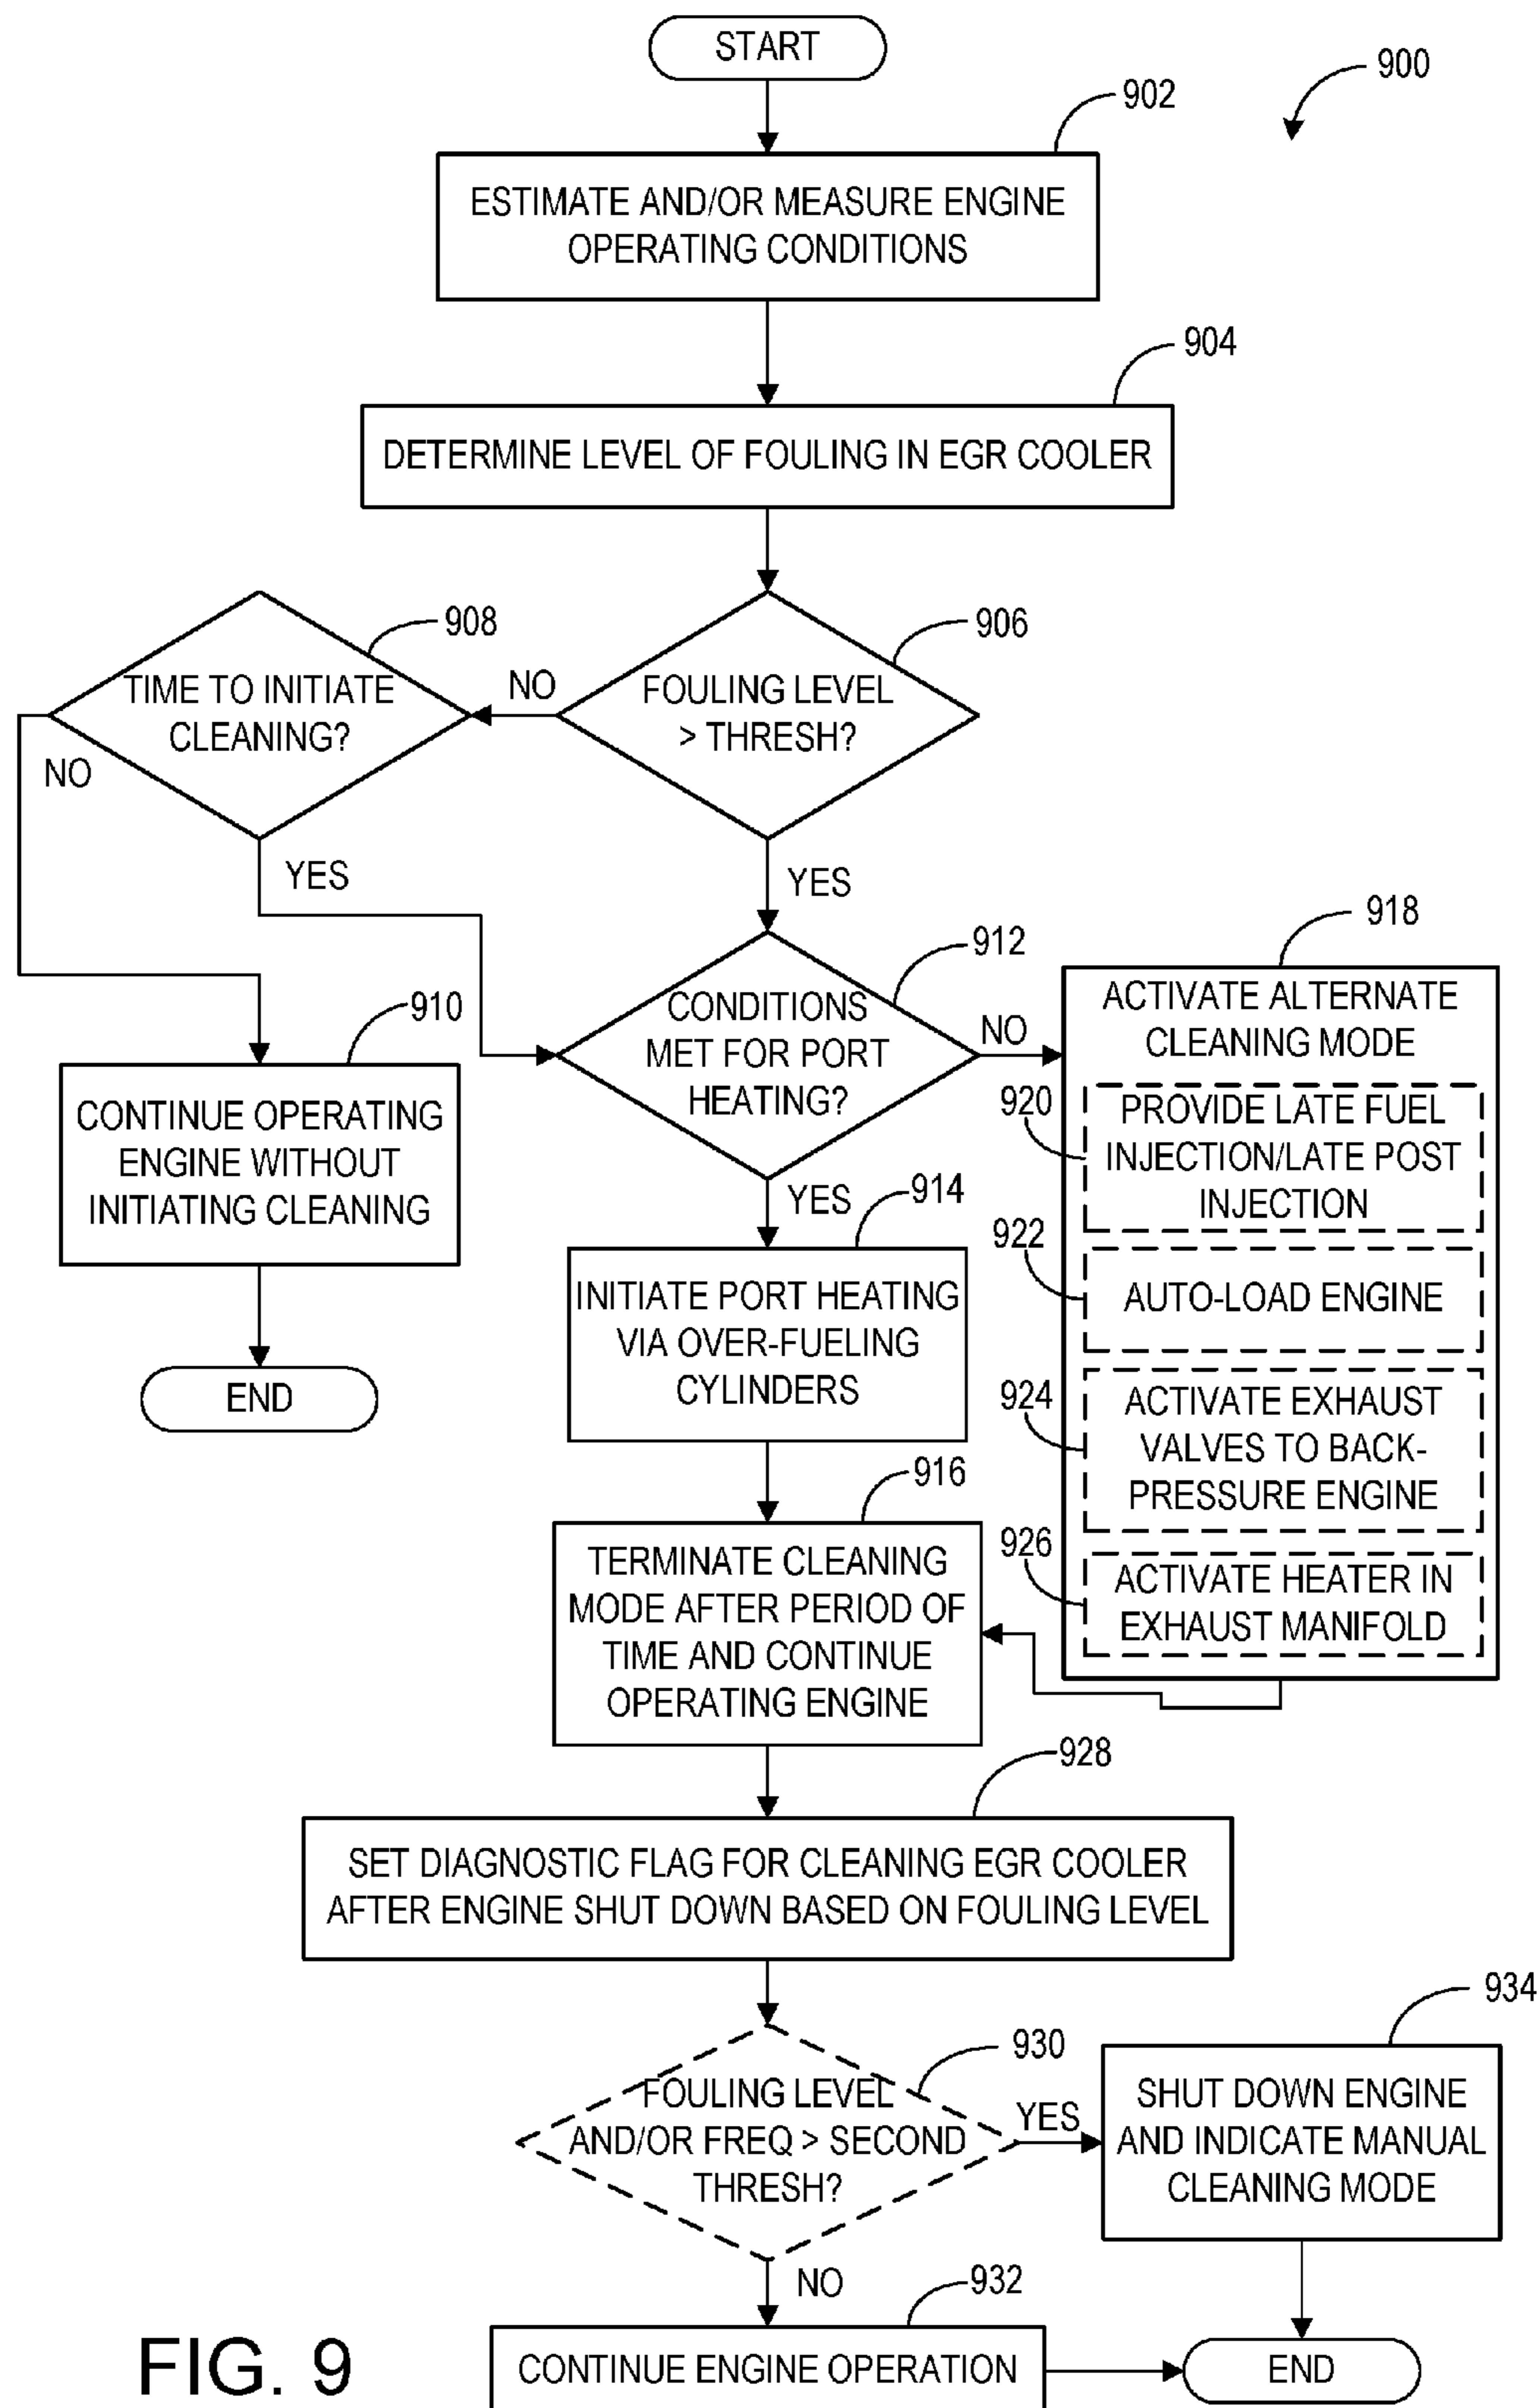 START
900
902
ESTIMATE AND/OR MEASURE ENGINE
OPERATING CONDITIONS
904
DETERMINE LEVEL OF FOULING IN EGR COOLER
908
TIME TO INITIATE
CLEANING?
NO
906
FOULING LEVEL
> THRESH?
NO
YES
YES
910
CONTINUE OPERATING
ENGINE WITHOUT
INITIATING CLEANING
END
912
CONDITIONS
MET FOR PORT
HEATING?
NO
YES
914
INITIATE PORT HEATING
VIA OVER-FUELING
CYLINDERS
918
ACTIVATE ALTERNATE
CLEANING MODE
920
PROVIDE LATE FUEL
INJECTION/LATE POST
INJECTION
922
AUTO-LOAD ENGINE
924
ACTIVATE EXHAUST
VALVES TO BACK-
PRESSURE ENGINE
926
ACTIVATE HEATER IN
EXHAUST MANIFOLD
916
TERMINATE CLEANING
MODE AFTER PERIOD OF
TIME AND CONTINUE
OPERATING ENGINE
928
SET DIAGNOSTIC FLAG FOR CLEANING EGR COOLER
AFTER ENGINE SHUT DOWN BASED ON FOULING LEVEL
930
FOULING LEVEL
AND/OR FREQ > SECOND
THRESH?
YES
934
SHUT DOWN ENGINE
AND INDICATE MANUAL
CLEANING MODE
NO
932
CONTINUE ENGINE OPERATION
END
FIG. 9